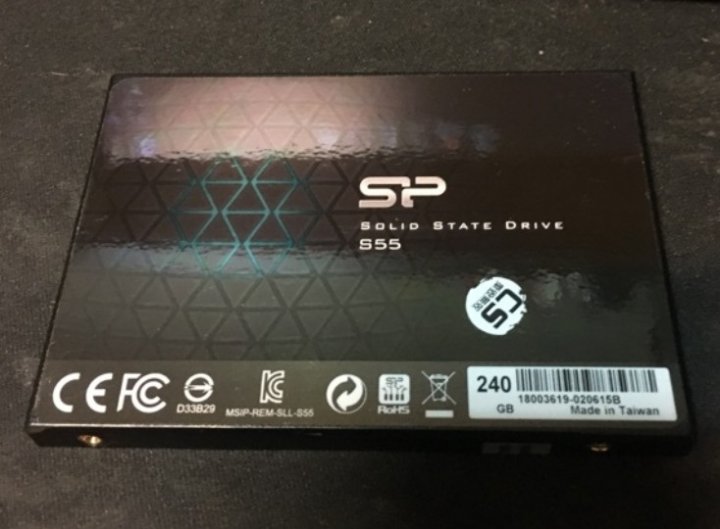 SP
SOLID STATE DRIVE
S55
CS
CE FC
D33B29
MSIP-REM-SLL-S55
RoHS
240
GB
18003619-020615B
Made in Taiwan